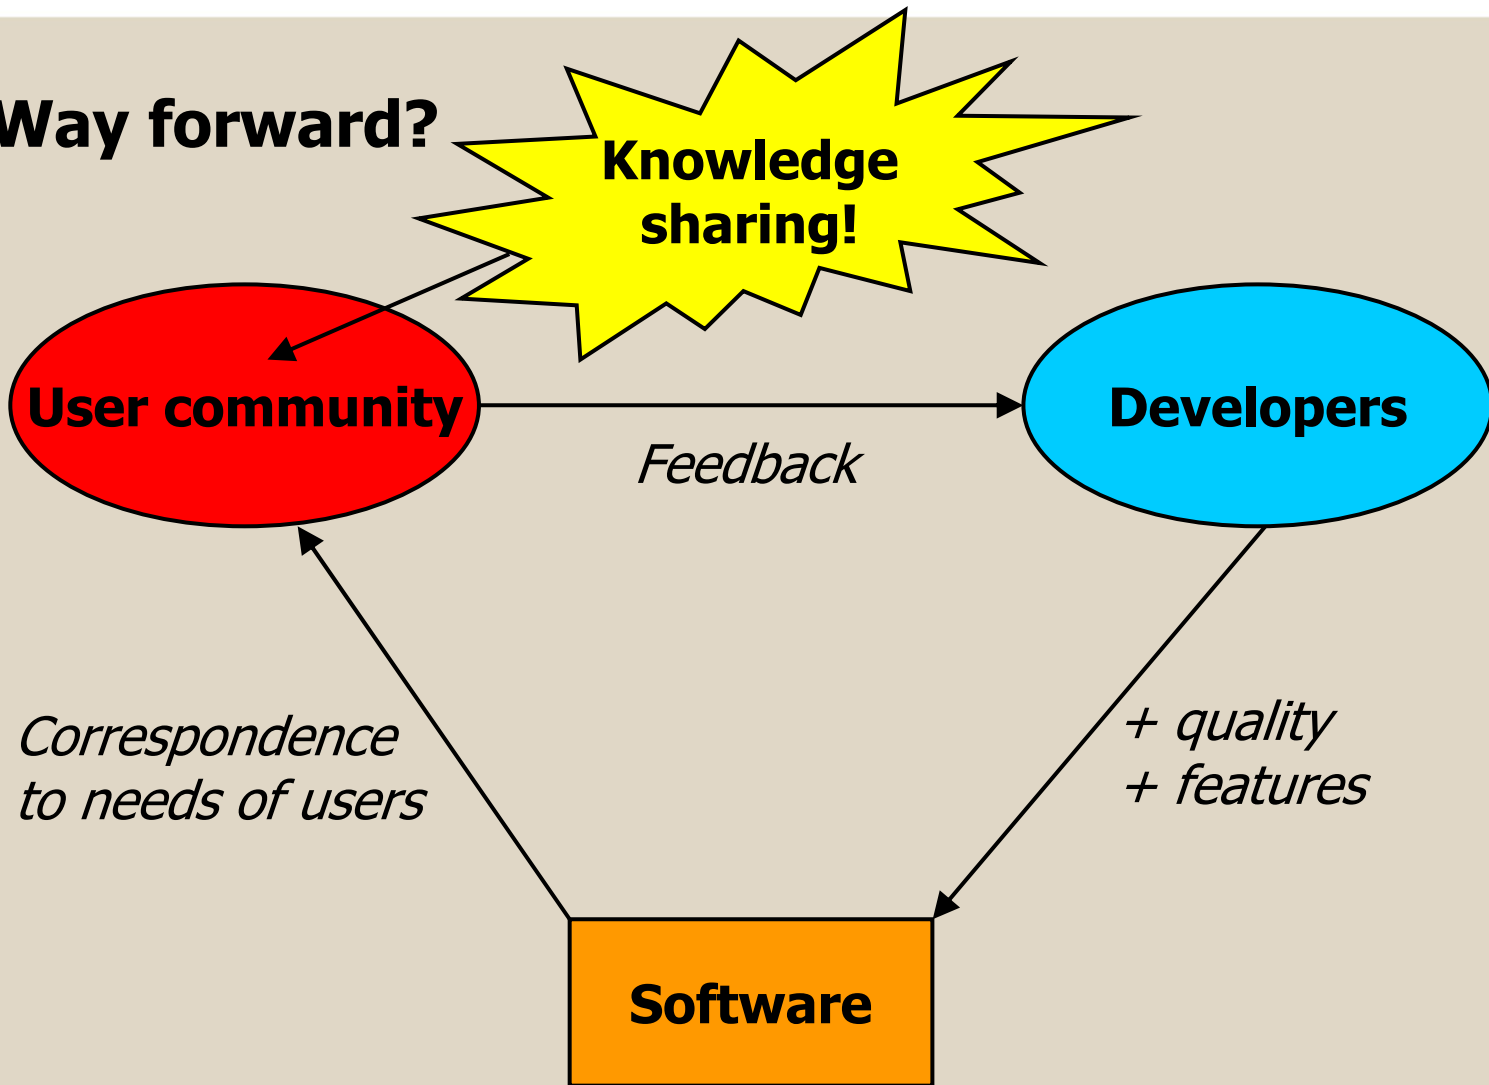 Way forward?
Knowledge
sharing!
User community
Developers
Feedback
Correspondence
to needs of users
+ quality
+ features
Software